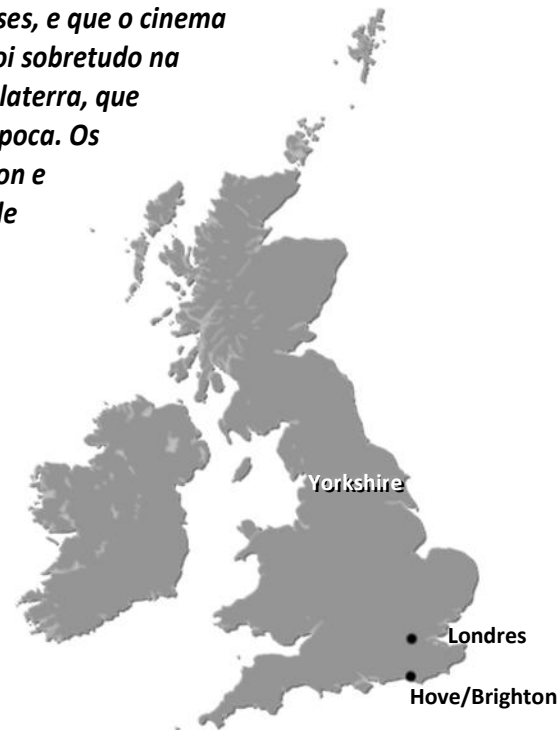 ses, e que o cinema
oi sobretudo na
laterra, que
poca. Os
on e
le
Yorkshire
Londres
Hove/Brighton